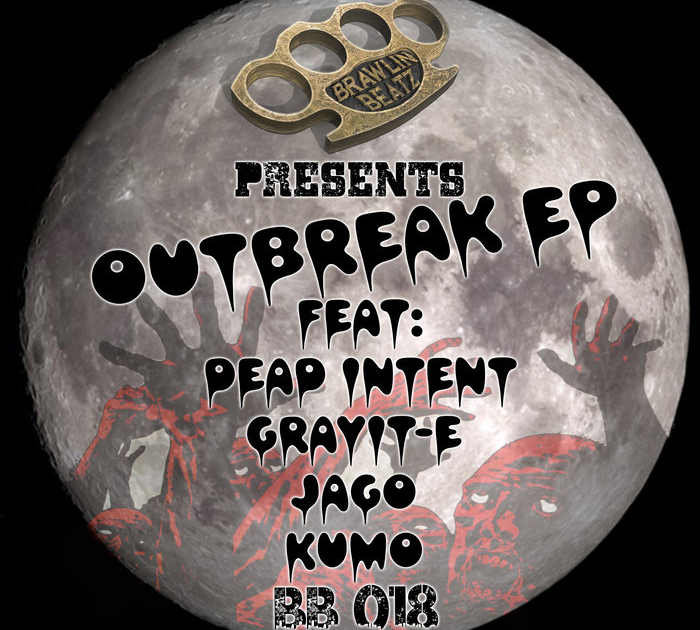 BRAWLIN
BEATZ
PRESENTS
OUTBREAK EP
FEAT:
DEAD INTENT
GRAVIT-E
JAGO
KUMO
BB 018